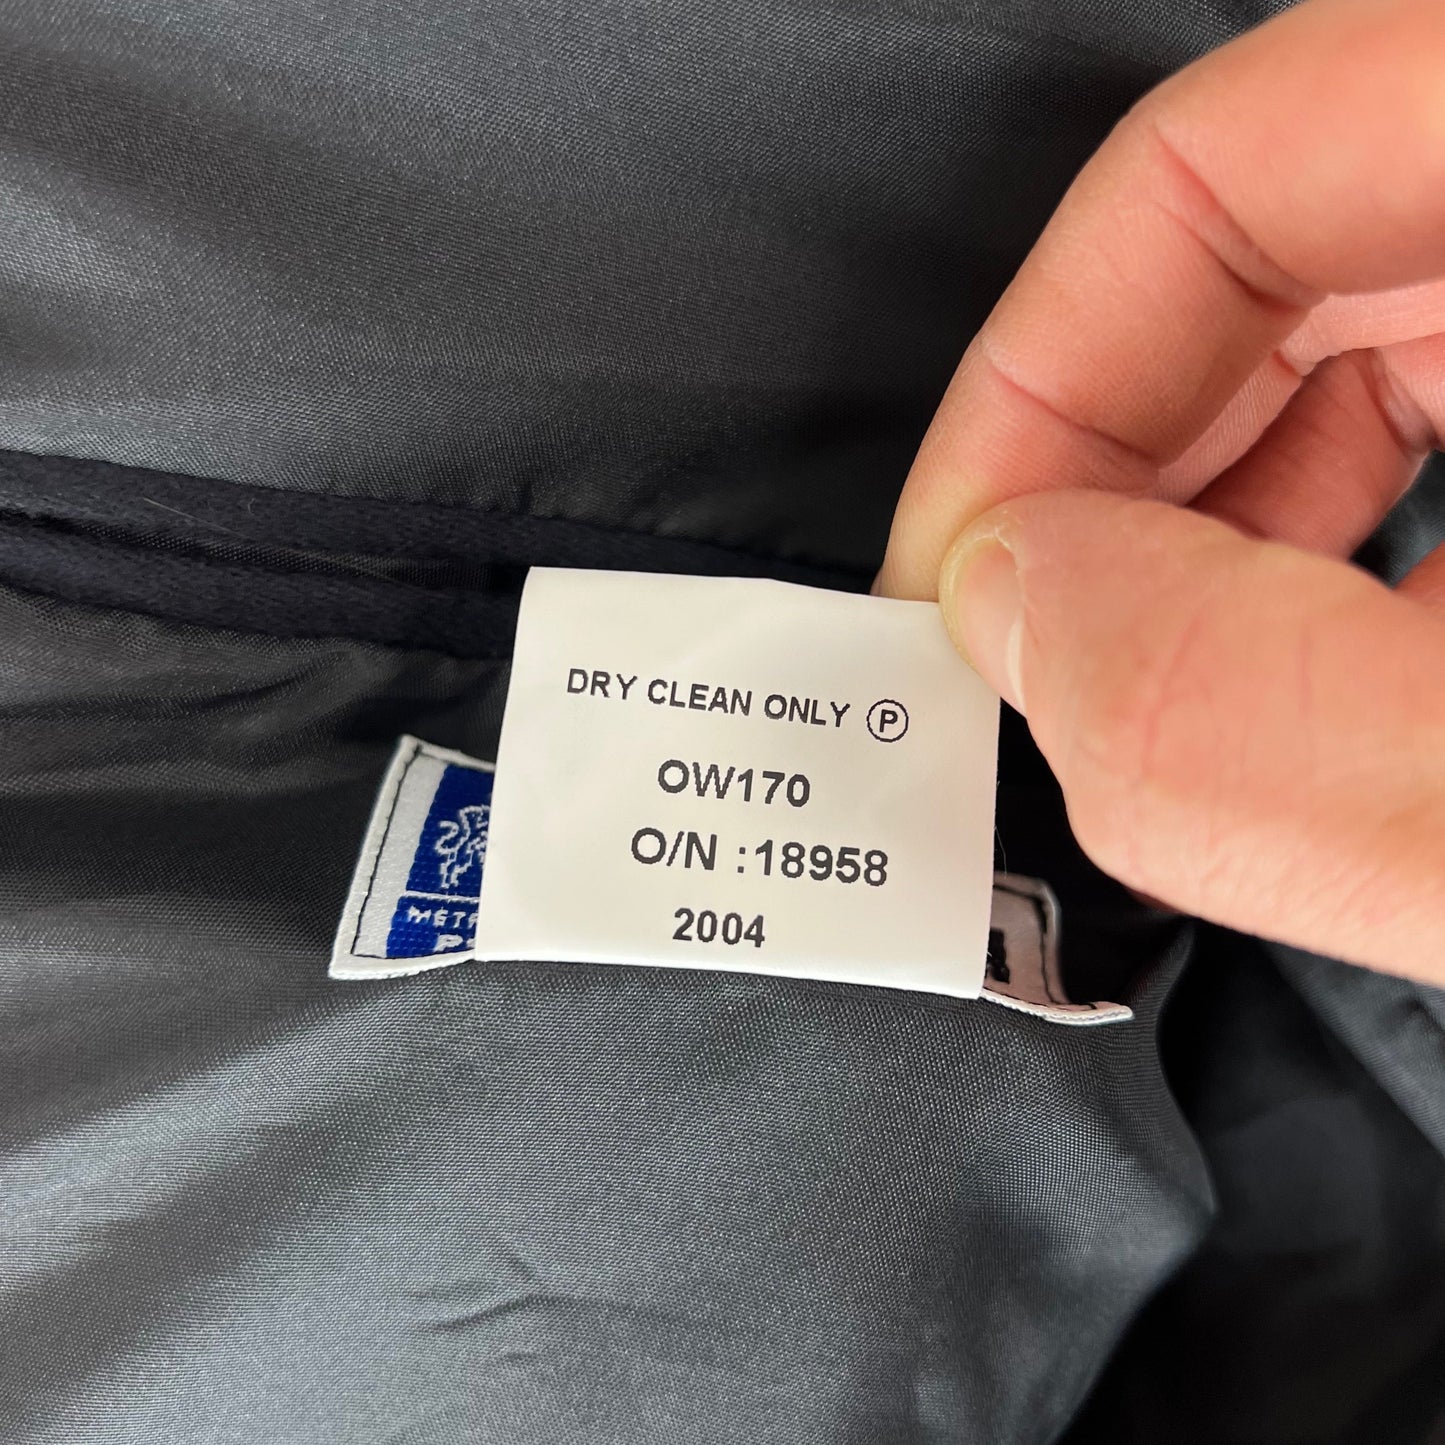 DRY CLEAN ONLY Ⓟ
OW170
O/N :18958
2004